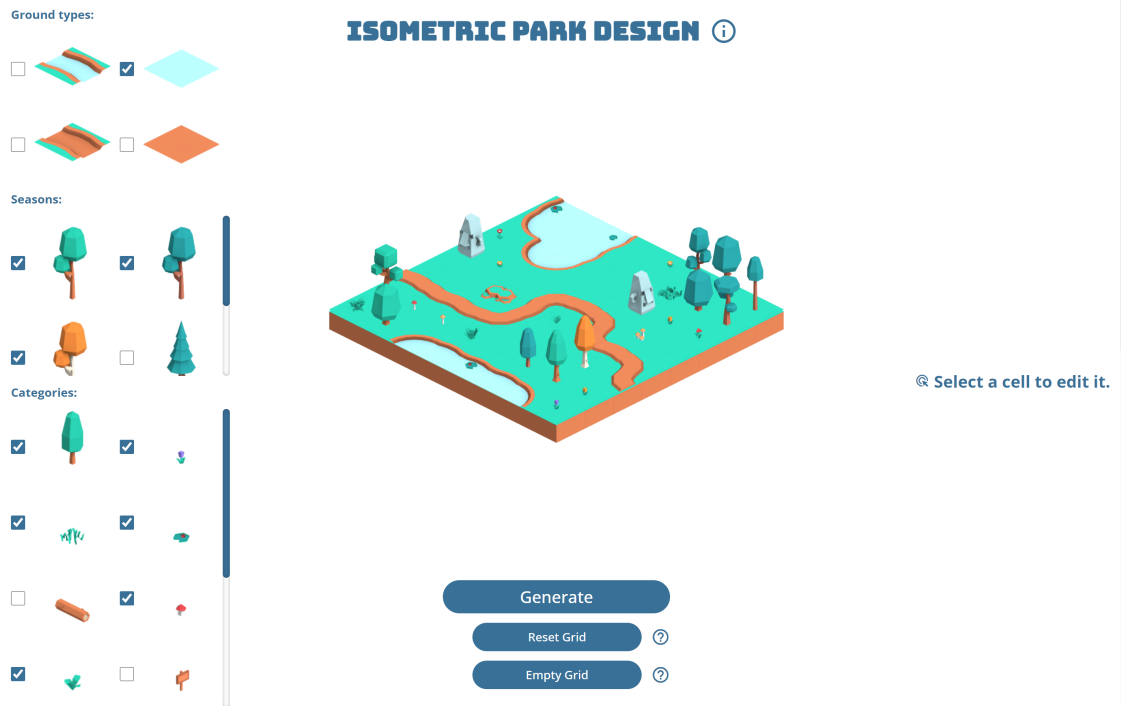 Ground types:
ISOMETRIC PARK DESIGN
Seasons:
Categories:
Select a cell to edit it.
Generate
Reset Grid
Empty Grid